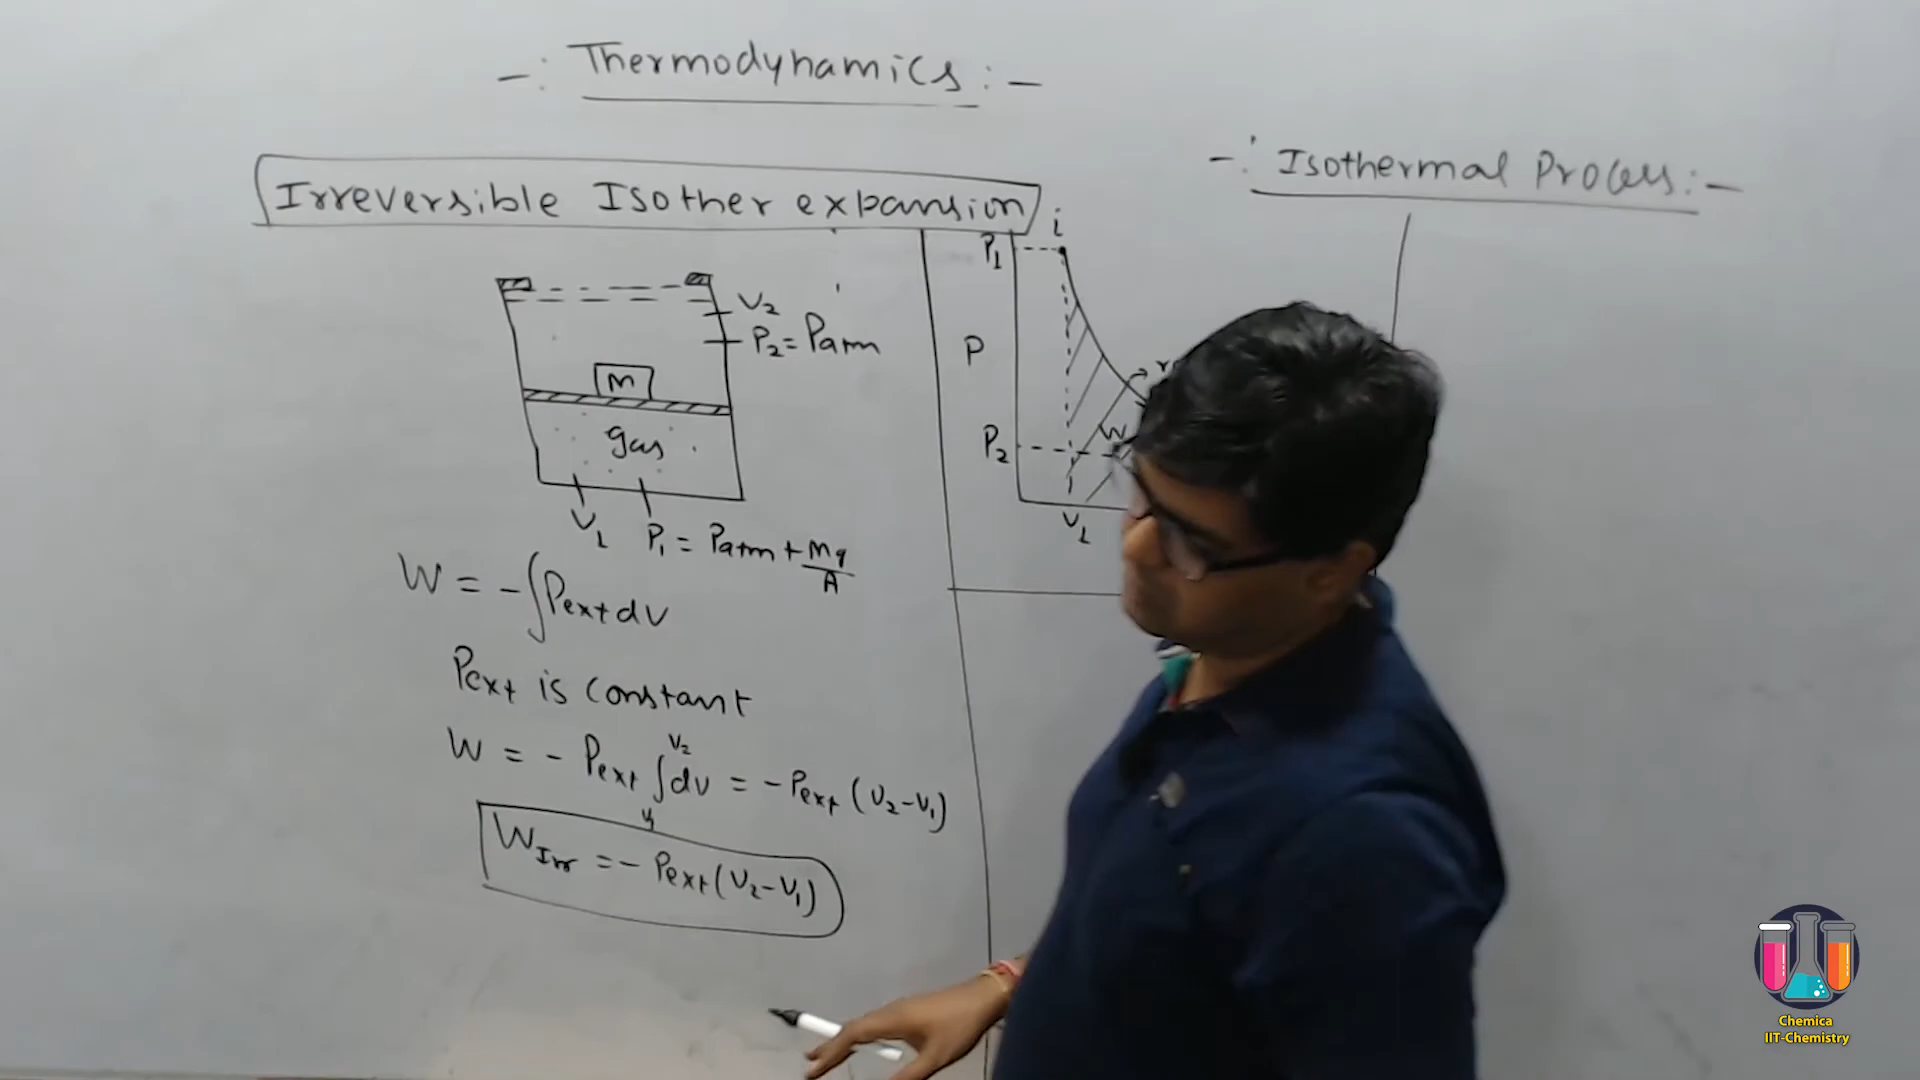 -: Thermodynamics :-
Irreversible Isother expansion
V₂
P₂ = Patm
M
gas
V₁
P₁ = Patm + Mg/A
W = -∫Pext dV
Pext is constant
W = - Pext ∫dV = -Pext (V₂-V₁)
V₂
V₁
W_Irr = - Pext (V₂-V₁)
-: Isothermal Process :-
i
P₁
P
P₂
W
V₁
Chemica
IIT-Chemistry